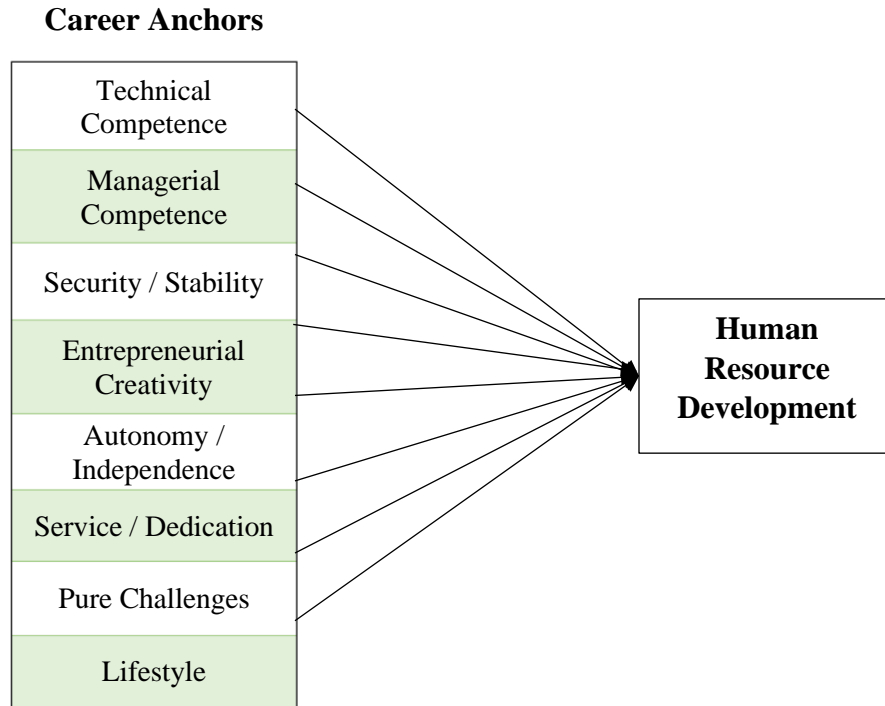 Career Anchors
Technical
Competence
Managerial
Competence
Security / Stability
Entrepreneurial
Creativity
Autonomy /
Independence
Service / Dedication
Pure Challenges
Lifestyle
Human
Resource
Development